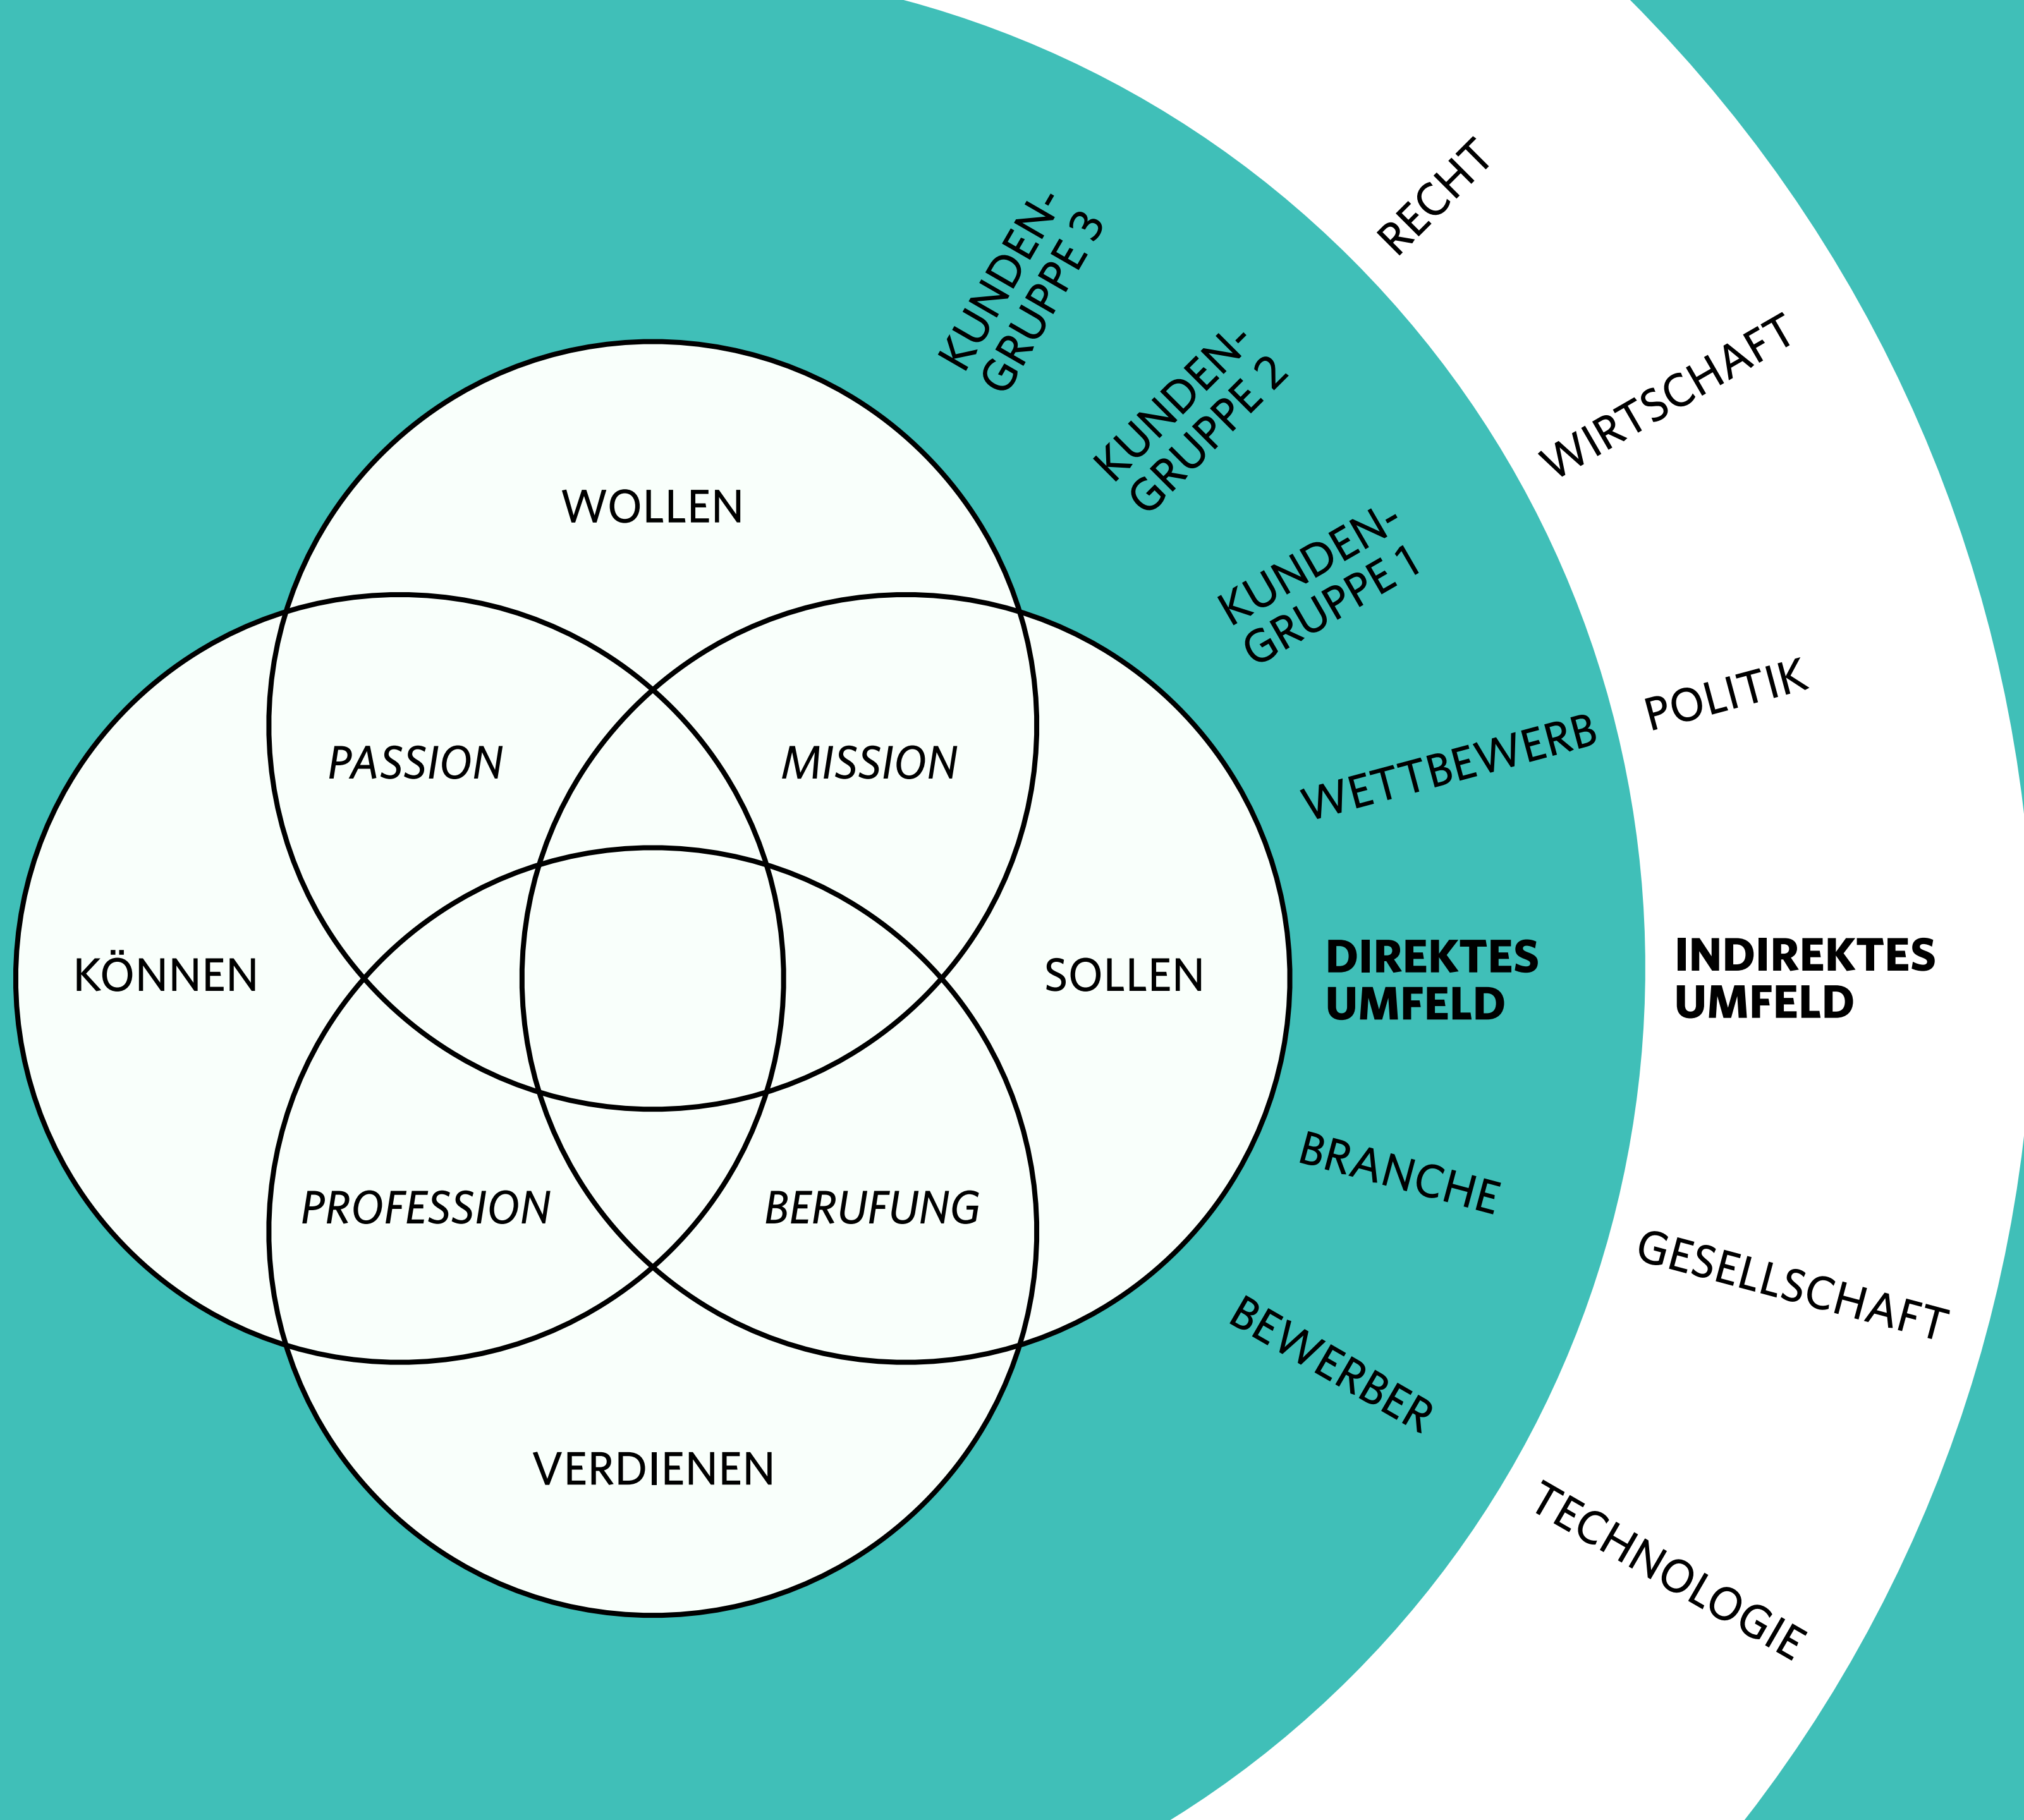 RECHT
KUNDEN-
GRUPPE 3
WIRTSCHAFT
KUNDEN-
GRUPPE 2
WOLLEN
KUNDEN-
GRUPPE 1
POLITIK
PASSION
MISSION
WETTBEWERB
KÖNNEN
SOLLEN
DIREKTES
UMFELD
INDIREKTES
UMFELD
BRANCHE
PROFESSION
BERUFUNG
GESELLSCHAFT
BEWERBER
VERDIENEN
TECHNOLOGIE